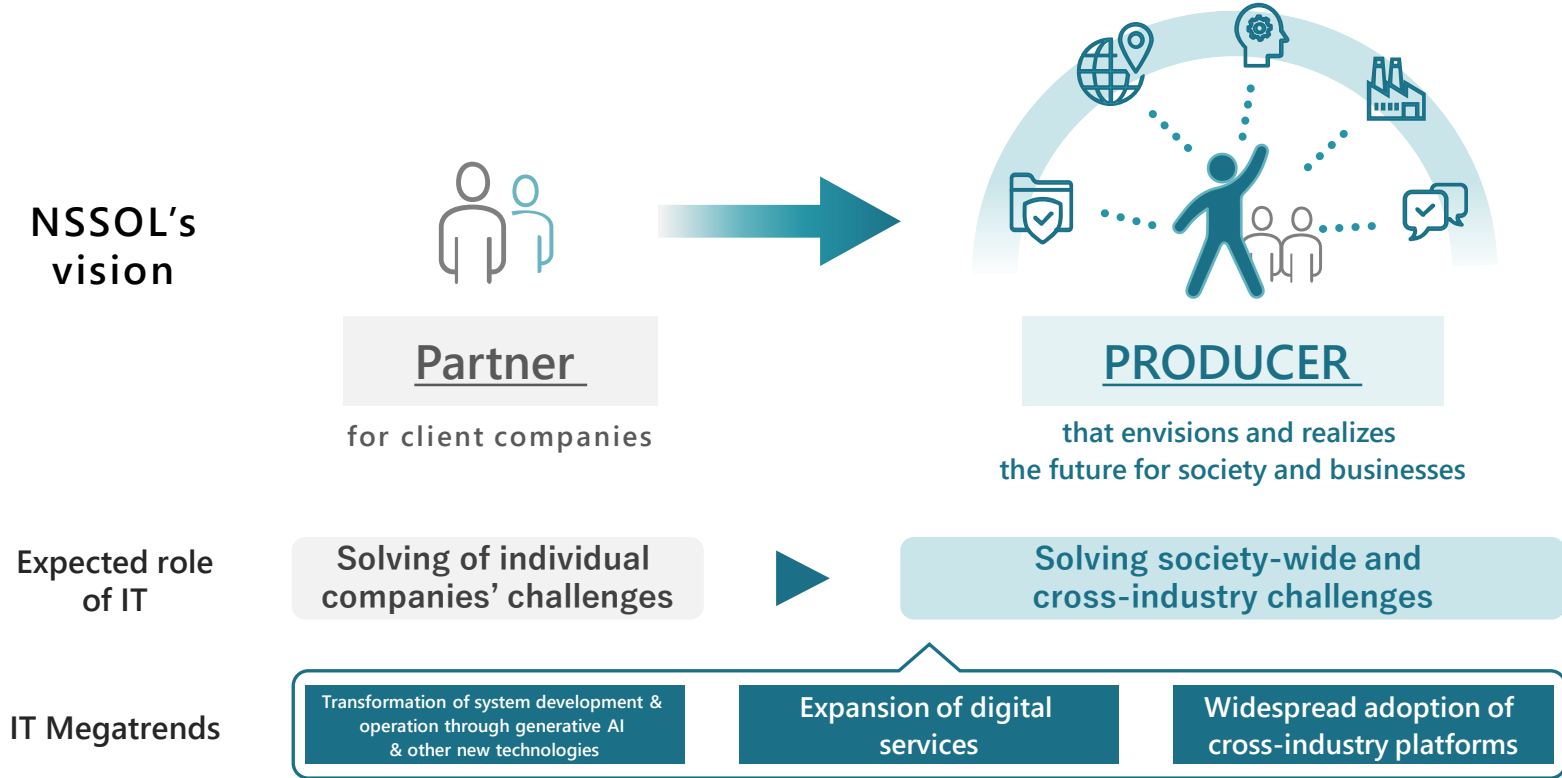 NSSOL's
vision
Partner
for client companies
PRODUCER
that envisions and realizes
the future for society and businesses
Expected role
of IT
Solving of individual
companies’ challenges
Solving society-wide and
cross-industry challenges
IT Megatrends
Transformation of system development &
operation through generative AI
& other new technologies
Expansion of digital
services
Widespread adoption of
cross-industry platforms